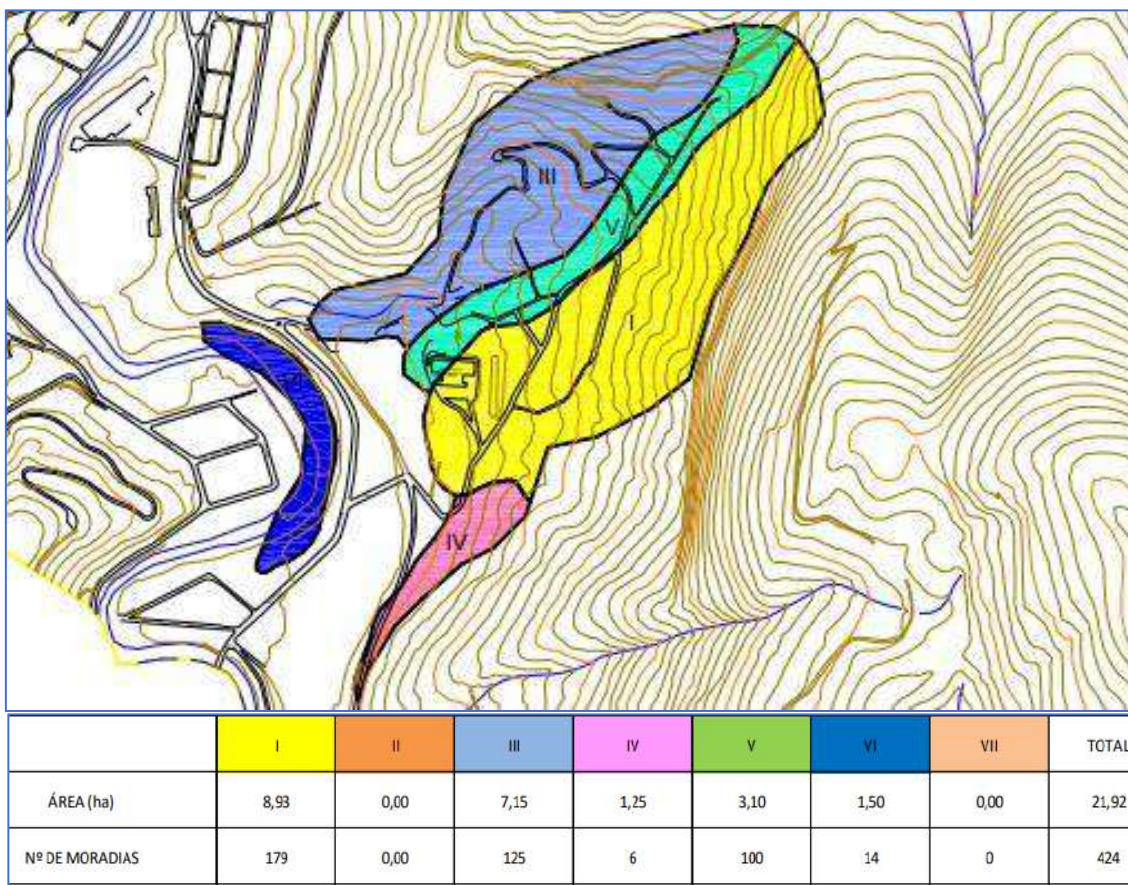 III
V
I
VI
IV
I II III IV V VI VII TOTAL
ÁREA (ha) 8,93 0,00 7,15 1,25 3,10 1,50 0,00 21,92
Nº DE MORADIAS 179 0,00 125 6 100 14 0 424